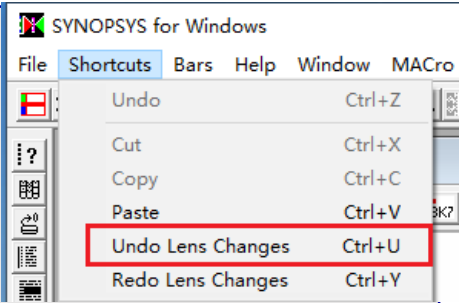 SYNOPSYS for Windows
File Shortcuts Bars Help Window MACro
Undo Ctrl+Z
Cut Ctrl+X
Copy Ctrl+C
Paste Ctrl+V
Undo Lens Changes Ctrl+U
Redo Lens Changes Ctrl+Y
?
BK7